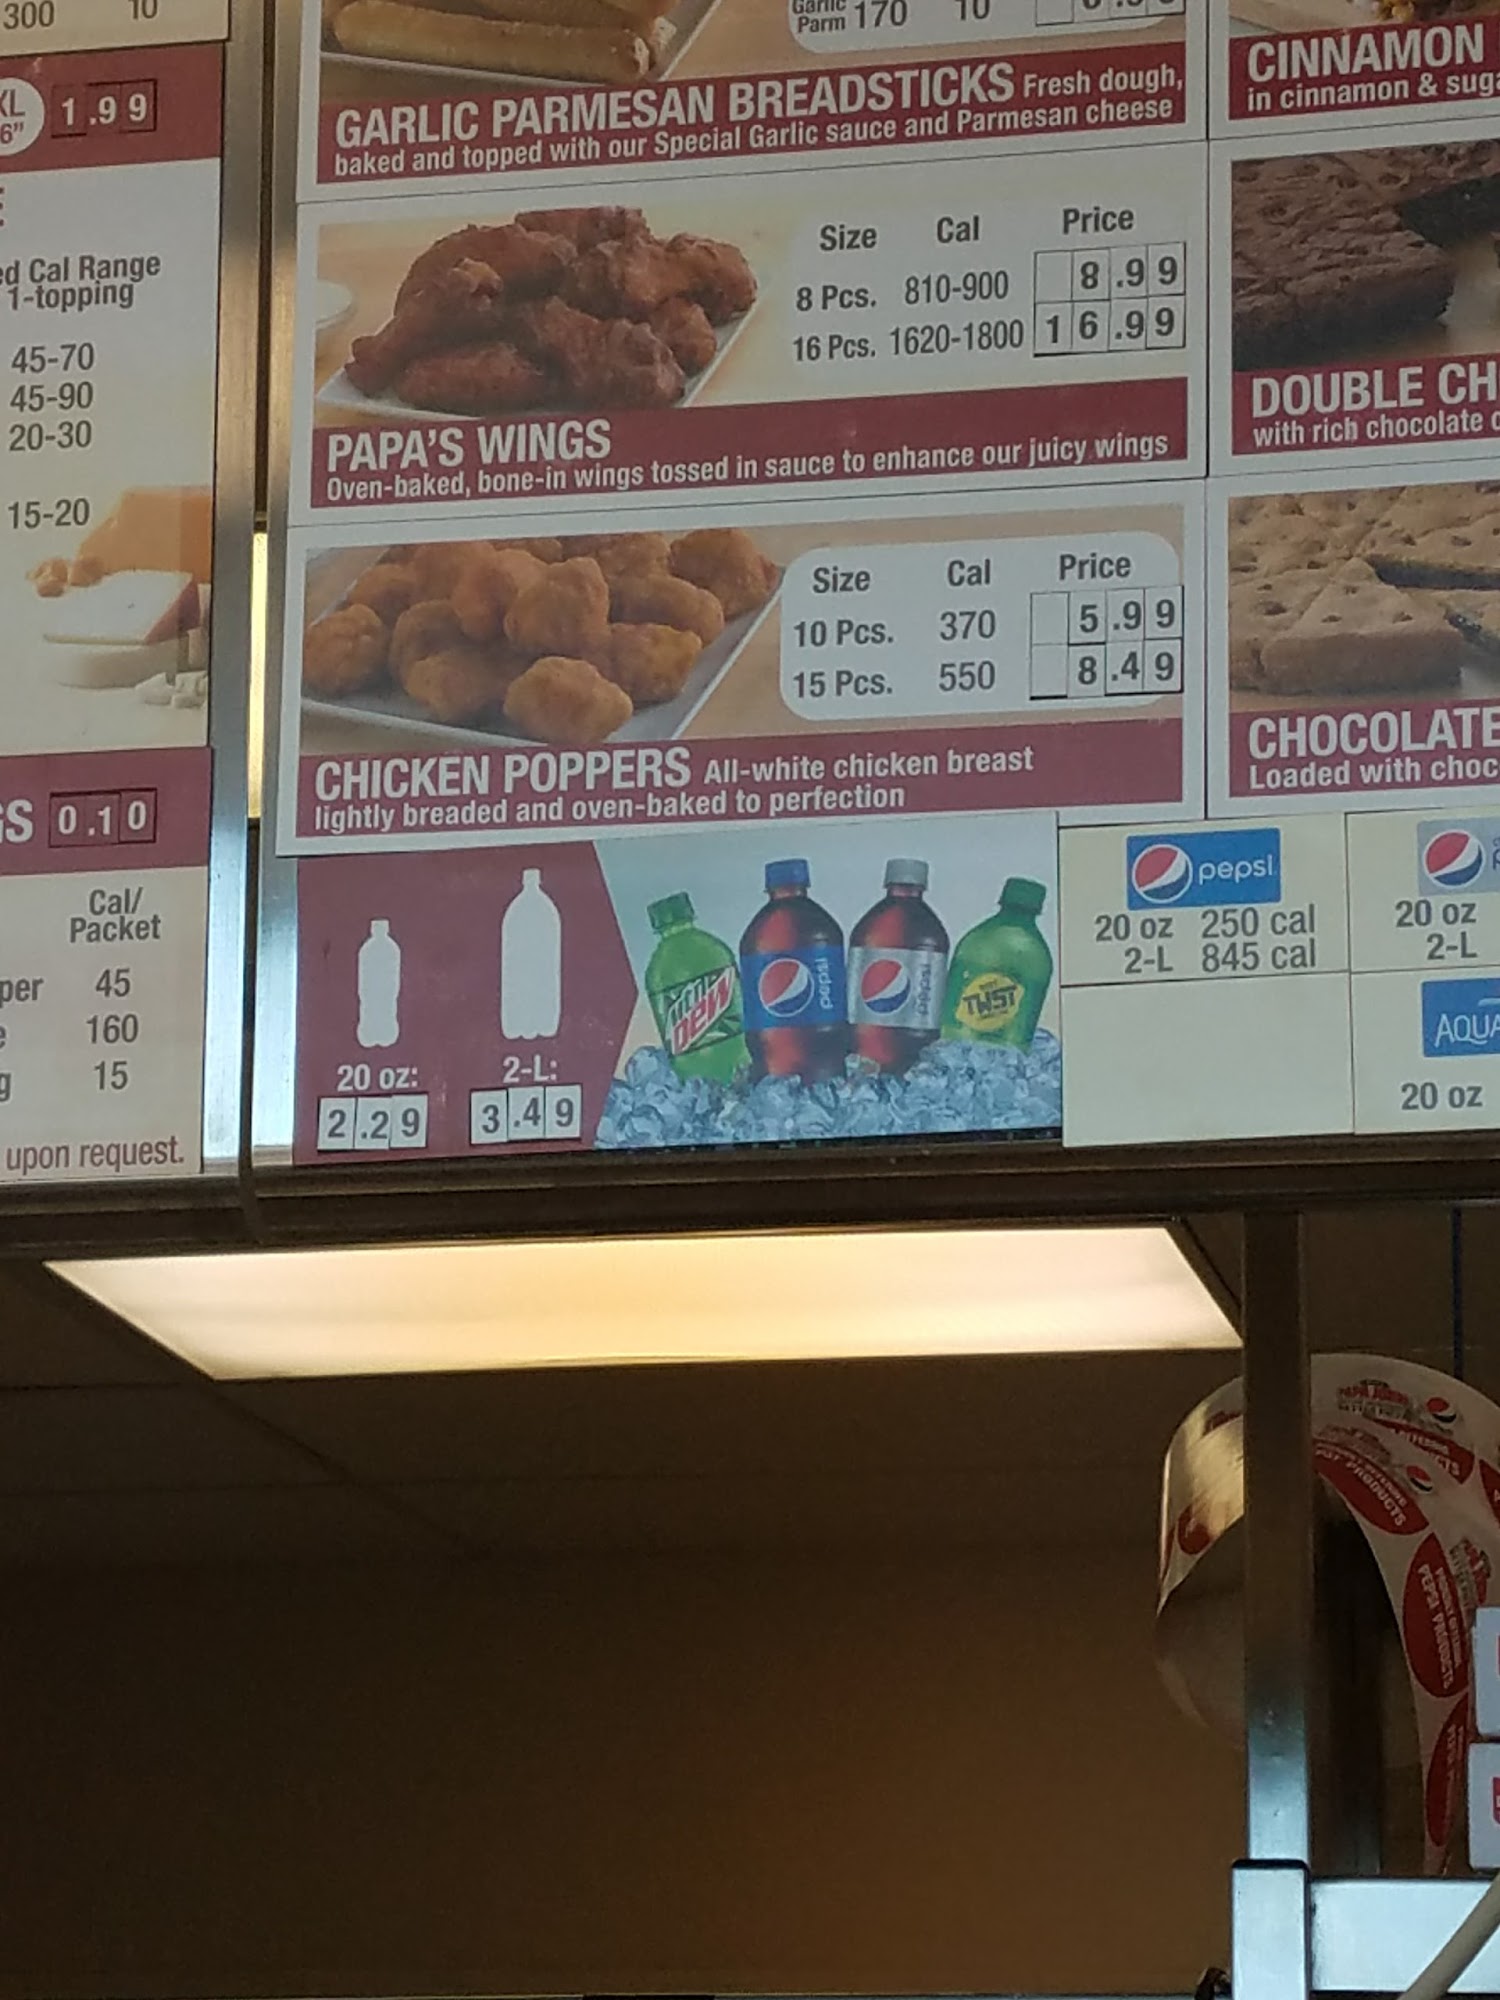 300 10
1.99
6"
Cal Range
1-topping
45-70
45-90
20-30
15-20
0.10
Cal/
Packet
45
160
15
upon request.
Garlic
Parm 170 10
GARLIC PARMESAN BREADSTICKS Fresh dough,
baked and topped with our Special Garlic sauce and Parmesan cheese
Size Cal Price
8 Pcs. 810-900 8.99
16 Pcs. 1620-1800 16.99
PAPA'S WINGS
Oven-baked, bone-in wings tossed in sauce to enhance our juicy wings
Size Cal Price
10 Pcs. 370 5.99
15 Pcs. 550 8.49
CHICKEN POPPERS All-white chicken breast
lightly breaded and oven-baked to perfection
20 oz: 2-L:
2.29 3.49
Mtn
Dew
pepsi
pepsi
TWST
pepsi
20 oz 250 cal
2-L 845 cal
20 oz
2-L
AQUA
20 oz
CINNAMON
in cinnamon &
DOUBLE
with rich chocolate
CHOCOLATE
Loaded with
PEPSI PRODUCTS